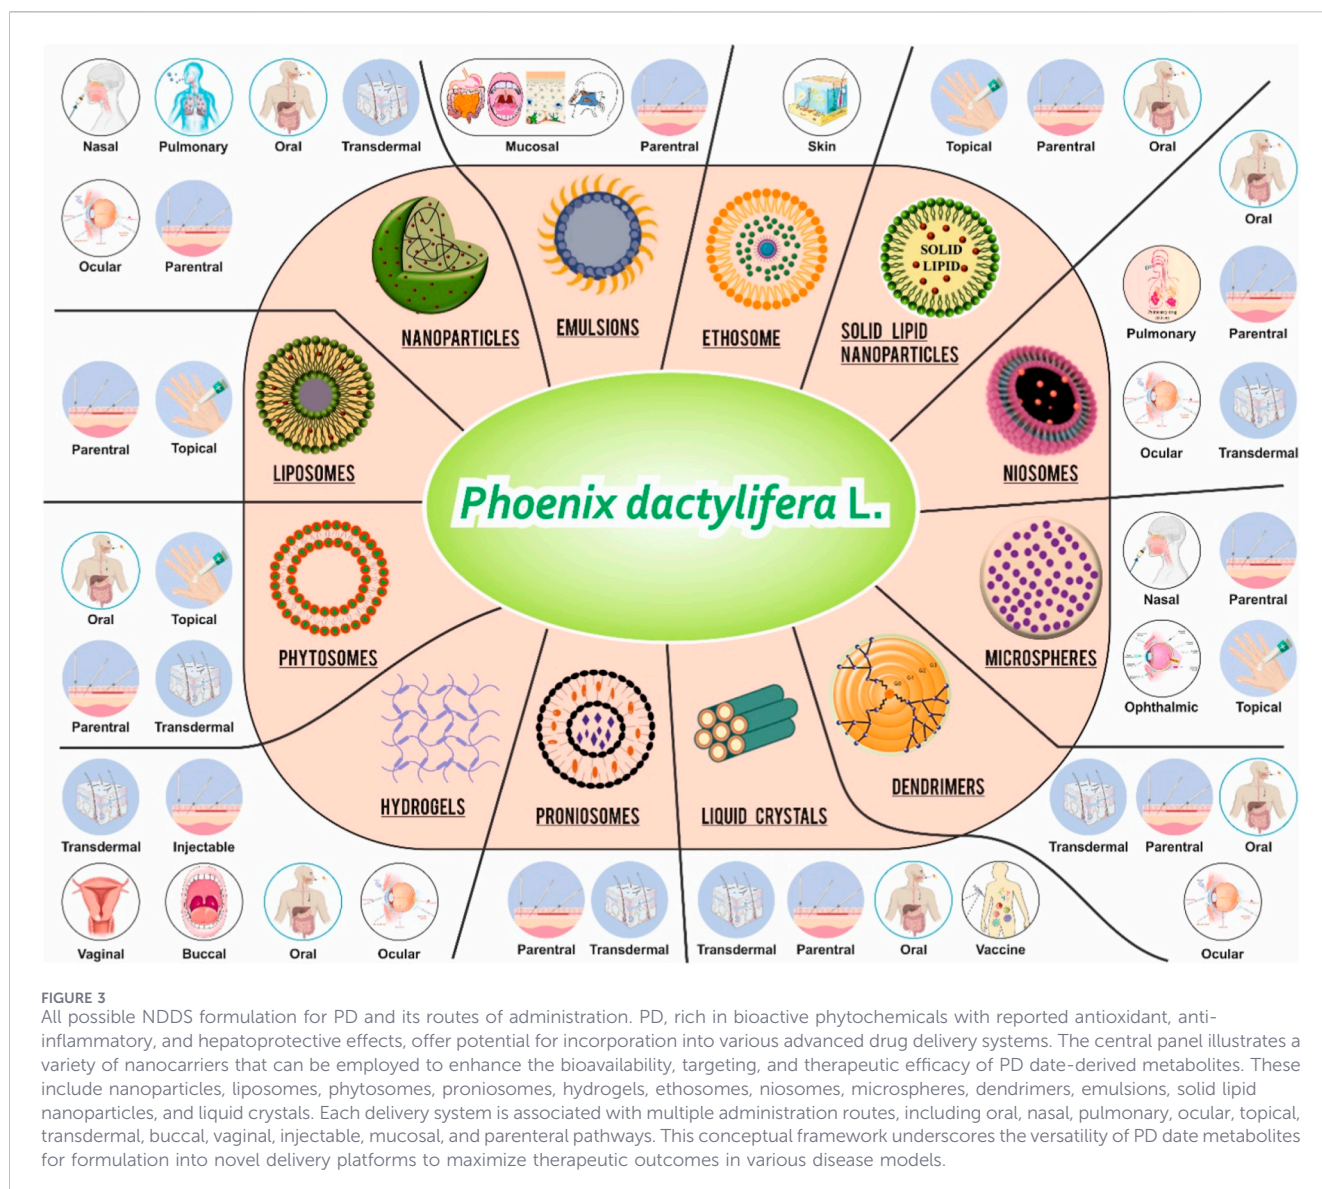 Nasal
Pulmonary
Oral
Transdermal
Ocular
Parentral
NANOPARTICLES
Mucosal
Parentral
EMULSIONS
Skin
ETHOSOME
Topical
Parentral
Oral
SOLID
LIPID
SOLID LIPID
NANOPARTICLES
Oral
Pulmonary
Parentral
Ocular
Transdermal
NIOSOMES
Parentral
Topical
LIPOSOMES
Phoenix dactylifera L.
Oral
Topical
Parentral
Transdermal
PHYTOSOMES
Nasal
Parentral
Ophthalmic
Topical
MICROSPHERES
Transdermal
Injectable
Vaginal
Buccal
Oral
Ocular
HYDROGELS
PRONIOSOMES
Parentral
Transdermal
LIQUID CRYSTALS
Transdermal
Parentral
Oral
Vaccine
G.0
G.1
G.2
G.3
DENDRIMERS
Transdermal
Parentral
Oral
Ocular
FIGURE 3
All possible NDDS formulation for PD and its routes of administration. PD, rich in bioactive phytochemicals with reported antioxidant, anti-
inflammatory, and hepatoprotective effects, offer potential for incorporation into various advanced drug delivery systems. The central panel illustrates a
variety of nanocarriers that can be employed to enhance the bioavailability, targeting, and therapeutic efficacy of PD date-derived metabolites. These
include nanoparticles, liposomes, phytosomes, proniosomes, hydrogels, ethosomes, niosomes, microspheres, dendrimers, emulsions, solid lipid
nanoparticles, and liquid crystals. Each delivery system is associated with multiple administration routes, including oral, nasal, pulmonary, ocular, topical,
transdermal, buccal, vaginal, injectable, mucosal, and parenteral pathways. This conceptual framework underscores the versatility of PD date metabolites
for formulation into novel delivery platforms to maximize therapeutic outcomes in various disease models.